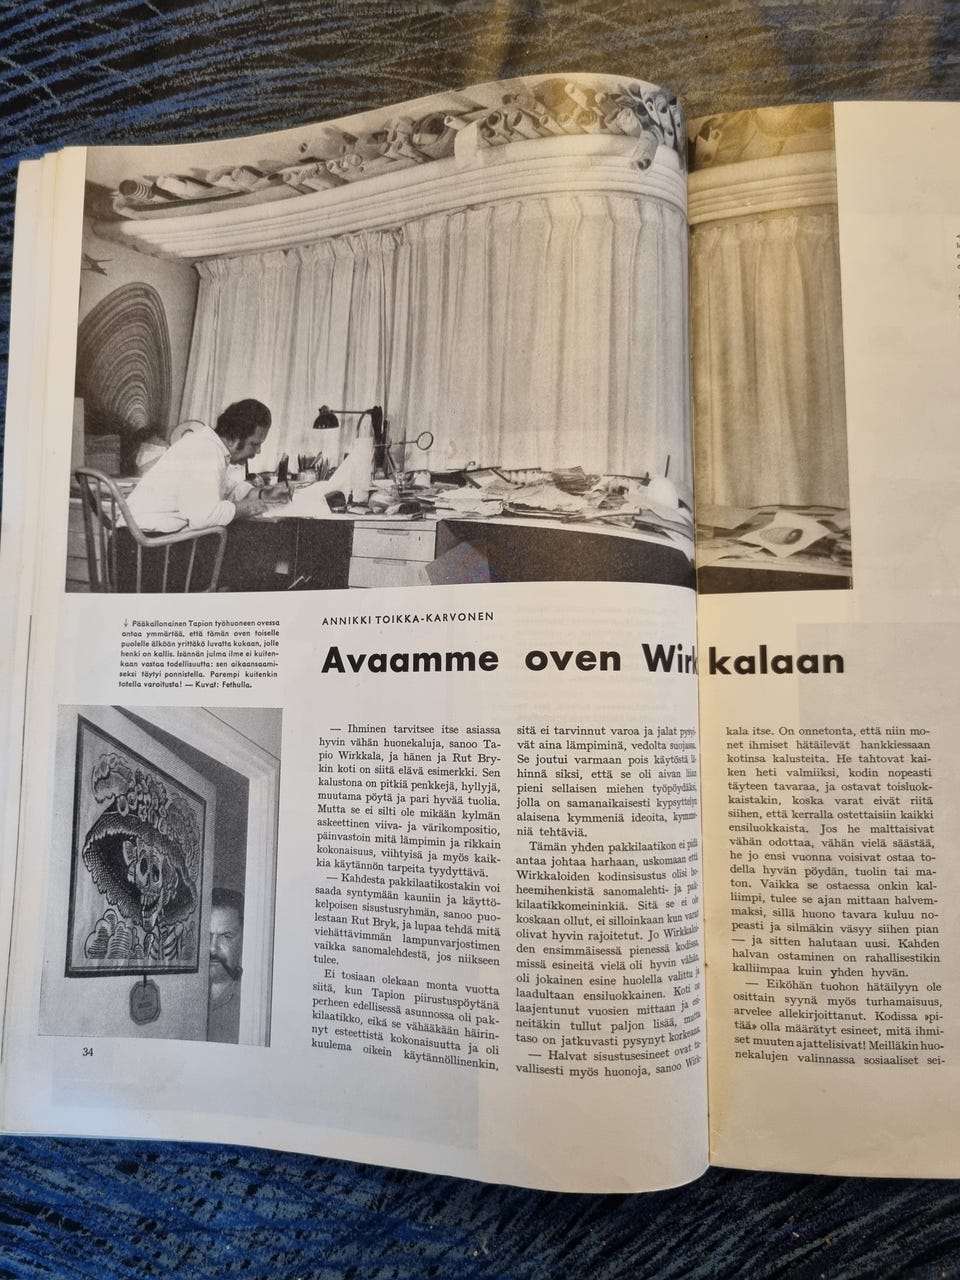 ↓ Pääkallonainen Tapion työhuoneen ovessa
antaa ymmärtää, että tämän oven toiselle
puolelle älköön yrittäkö luvatta kukaan, jolle
henki on kallis. Isännän julma ilme ei kuiten-
kaan vastaa todellisuutta: sen aikaansaami-
seksi täytyi ponnistella. Parempi kuitenkin
totella varoitusta! — Kuvat: Fethulla.
ANNIKKI TOIKKA-KARVONEN
Avaamme oven Wirkkalaan
— Ihminen tarvitsee itse asiassa
hyvin vähän huonekaluja, sanoo Ta-
pio Wirkkala, ja hänen ja Rut Bry-
kin koti on siitä elävä esimerkki. Sen
kalustona on pitkiä penkkejä, hyllyjä,
muutama pöytä ja pari hyvää tuolia.
Mutta se ei silti ole mikään kylmän
askeettinen viiva- ja värikompositio,
päinvastoin mitä lämpimin ja rikkain
kokonaisuus, viihtyisä ja myös kaik-
kia käytännön tarpeita tyydyttävä.
— Kahdesta pakkilaatikostakin voi
saada syntymään kauniin ja käyttö-
kelpoisen sisustusryhmän, sanoo puo-
lestaan Rut Bryk, ja lupaa tehdä mitä
viehättävimmän lampunvarjostimen
vaikka sanomalehdestä, jos niikseen
tulee.
Ei tosiaan olekaan monta vuotta
siitä, kun Tapion piirustuspöytänä
perheen edellisessä asunnossa oli pak-
kilaatikko, eikä se vähääkään häirin-
nyt esteettistä kokonaisuutta ja oli
kuulema oikein käytännöllinenkin,
sitä ei tarvinnut varoa ja jalat pysyi-
vät aina lämpiminä, vedolta suojassa.
Se joutui varmaan pois käytöstä lä-
hinnä siksi, että se oli aivan liian
pieni sellaisen miehen työpöydäksi,
jolla on samanaikaisesti kypsyttelyn
alaisena kymmeniä ideoita, kymme-
niä tehtäviä.
Tämän yhden pakkilaatikon ei pidä
antaa johtaa harhaan, uskomaan että
Wirkkaloiden kodinsisustus olisi bo-
heemihenkistä sanomalehti- ja pak-
kilaatikkomeininkiä. Sitä se ei ole
koskaan ollut, ei silloinkaan kun varat
olivat hyvin rajoitetut. Jo Wirkkaloi-
den ensimmäisessä pienessä kodissa,
missä esineitä vielä oli hyvin vähän,
oli jokainen esine huolella valittu ja
laadultaan ensiluokkainen. Koti on
laajentunut vuosien mittaan ja esi-
neitäkin tullut paljon lisää, mutta
taso on jatkuvasti pysynyt korkeana.
— Halvat sisustusesineet ovat ta-
vallisesti myös huonoja, sanoo Wirk-
kala itse. On onnetonta, että niin mo-
net ihmiset hätäilevät hankkiessaan
kotinsa kalusteita. He tahtovat kai-
ken heti valmiiksi, kodin nopeasti
täyteen tavaraa, ja ostavat toisluok-
kaistakin, koska varat eivät riitä
siihen, että kerralla ostettaisiin kaikki
ensiluokkaista. Jos he malttaisivat
vähän odottaa, vähän vielä säästää,
he jo ensi vuonna voisivat ostaa to-
della hyvän pöydän, tuolin tai ma-
ton. Vaikka se ostaessa onkin kal-
liimpi, tulee se ajan mittaan halvem-
maksi, sillä huono tavara kuluu no-
peasti ja silmäkin väsyy siihen pian
— ja sitten halutaan uusi. Kahden
halvan ostaminen on rahallisestikin
kalliimpaa kuin yhden hyvän.
— Eiköhän tuohon hätäilyyn ole
osittain syynä myös turhamaisuus,
arvelee allekirjoittanut. Kodissa »pi-
tää» olla määrätyt esineet, mitä ihmi-
set muuten ajattelisivat! Meilläkin huo-
nekalujen valinnassa sosiaaliset sei-
34